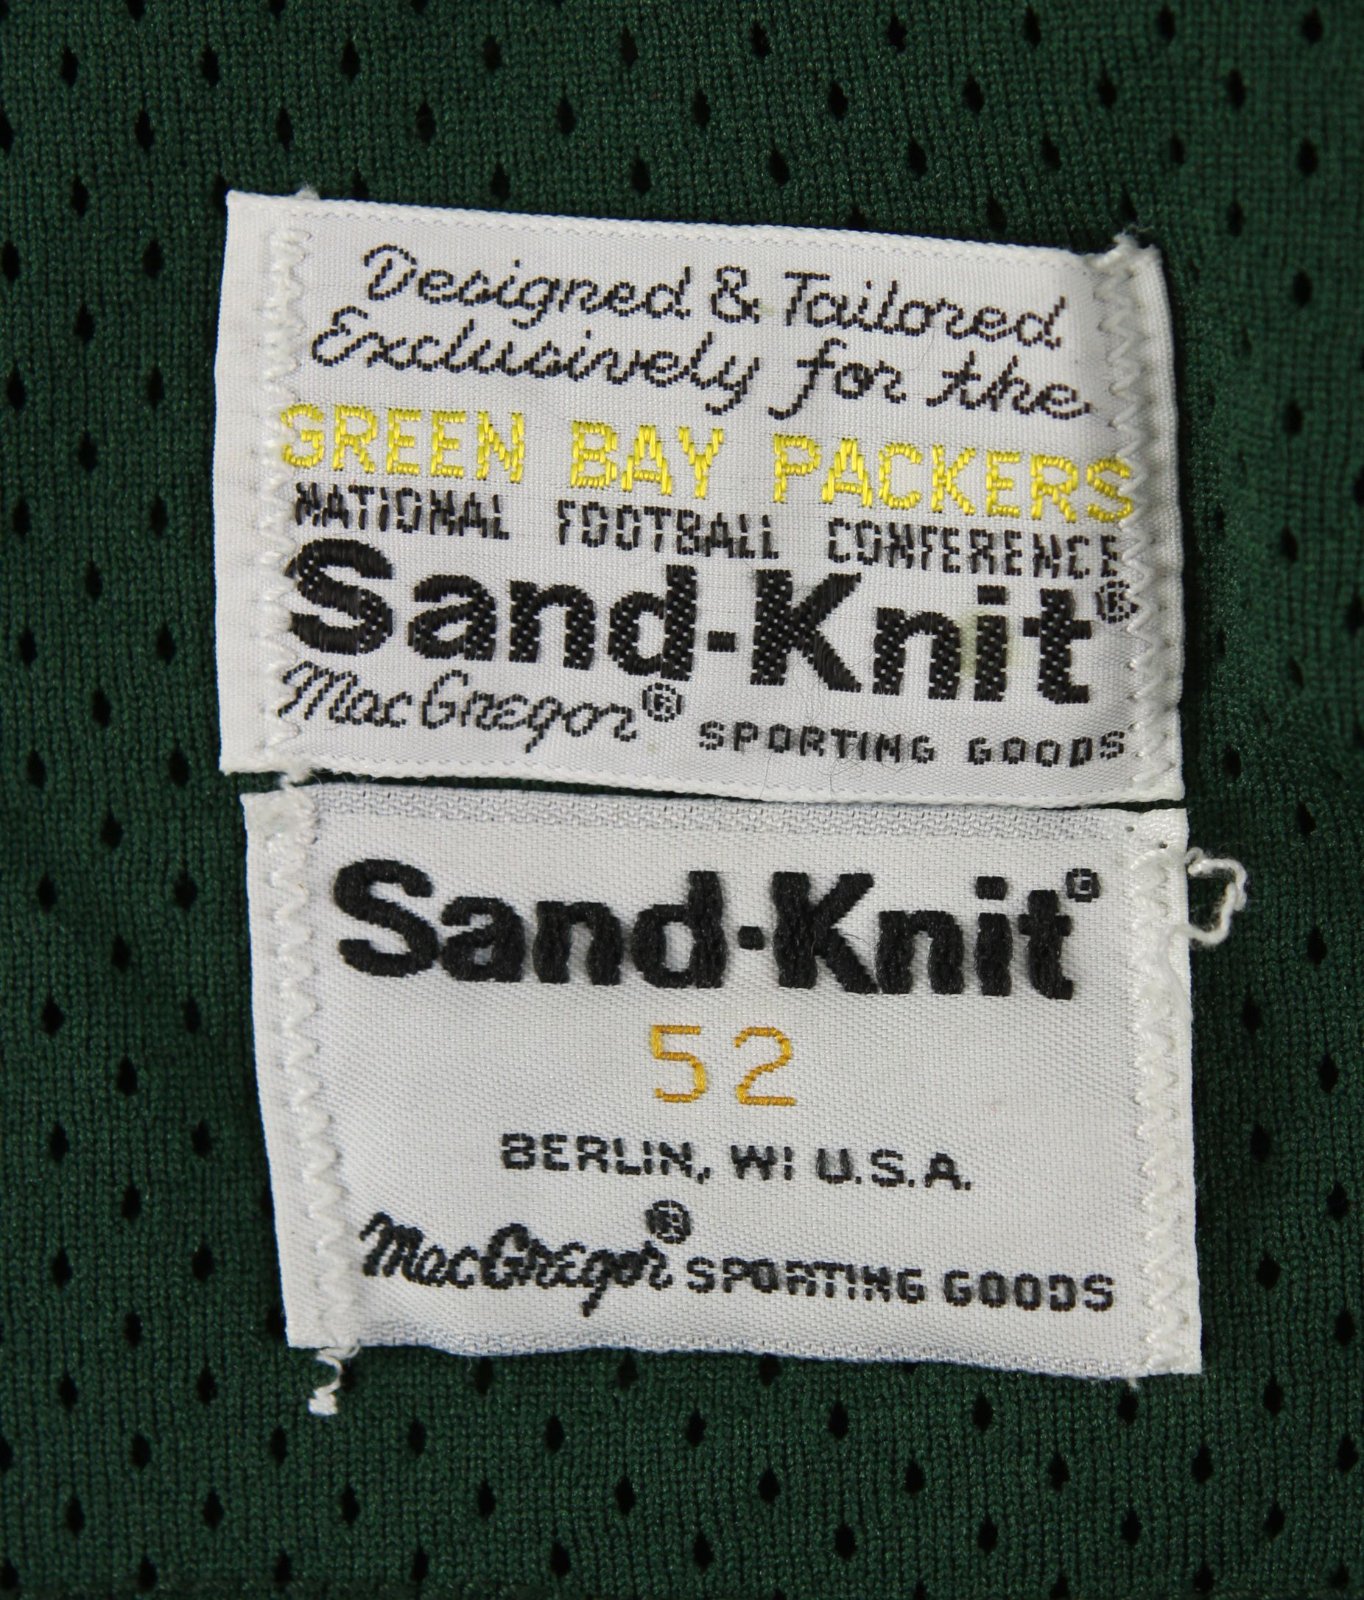 Designed & Tailored
Exclusively for the
GREEN BAY PACKERS
NATIONAL FOOTBALL CONFERENCE
Sand-Knit®
MacGregor® SPORTING GOODS
Sand-Knit®
52
BERLIN, WI U.S.A.
MacGregor® SPORTING GOODS